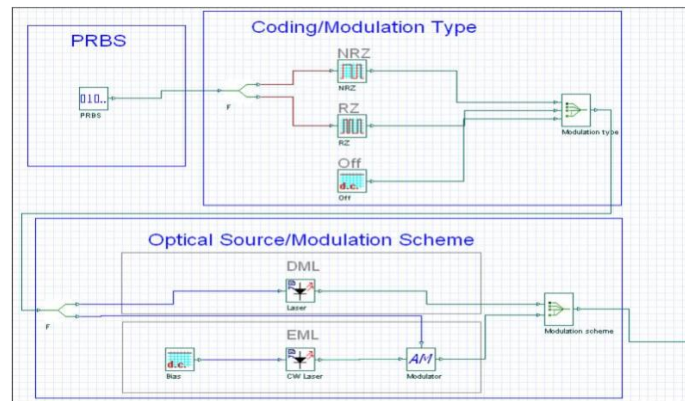 PRBS
010..
PRBS
Coding/Modulation Type
F
NRZ
NRZ
RZ
RZ
Off
d.c.
Off
Modulation type
Optical Source/Modulation Scheme
F
DML
Laser
EML
d.c.
Bias
CW Laser
AM
Modulator
Modulation scheme